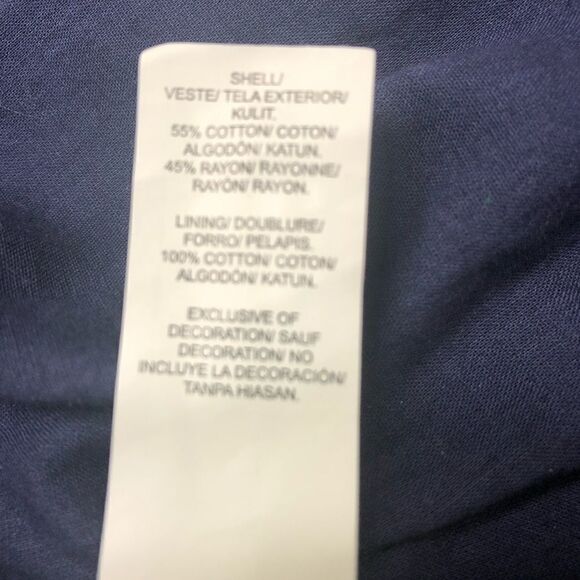 SHELL/
VESTE/ TELA EXTERIOR/
KULIT.
55% COTTON/ COTON/
ALGODÓN/ KATUN.
45% RAYON/ RAYONNE/
RAYÓN/ RAYON.
LINING/ DOUBLURE/
FORRO/ PELAPIS.
100% COTTON/ COTON/
ALGODÓN/ KATUN.
EXCLUSIVE OF
DECORATION/ SAUF
DECORATION/ NO
INCLUYE LA DECORACIÓN/
TANPA HIASAN.